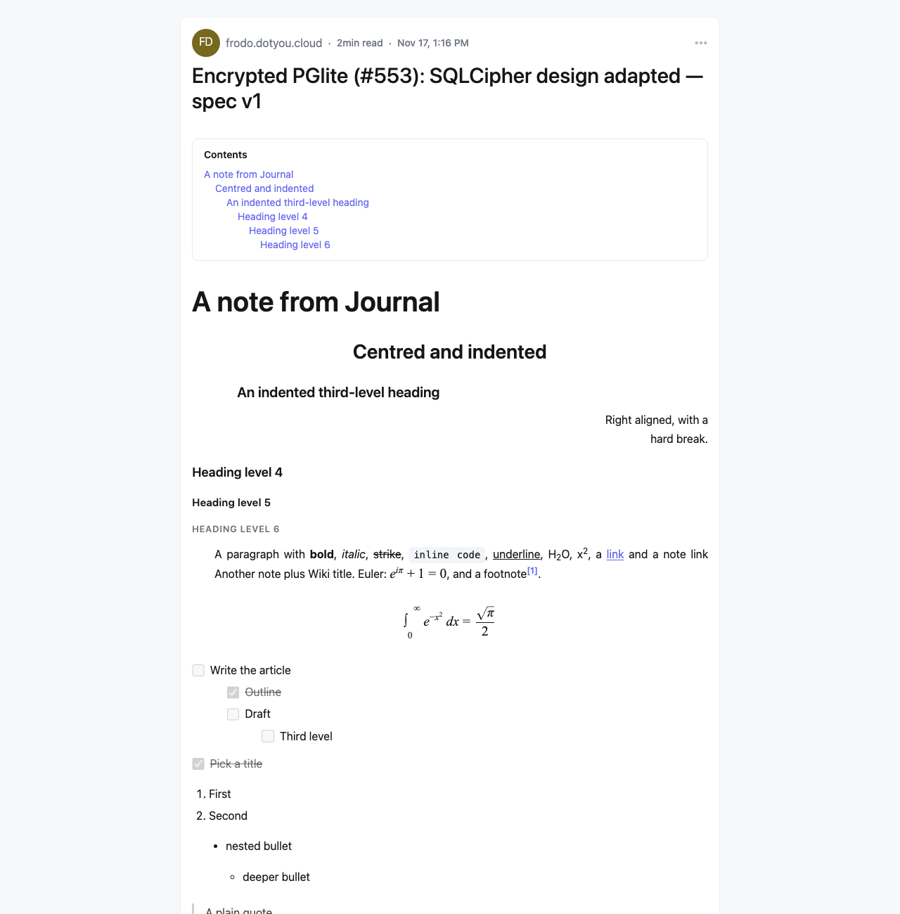 FD
frodo.dotyou.cloud · 2min read · Nov 17, 1:16 PM
Encrypted PGlite (#553): SQLCipher design adapted —
spec v1
Contents
A note from Journal
Centred and indented
An indented third-level heading
Heading level 4
Heading level 5
Heading level 6
A note from Journal
Centred and indented
An indented third-level heading
Right aligned, with a
hard break.
Heading level 4
Heading level 5
HEADING LEVEL 6
A paragraph with bold, italic, strike, inline code, underline, H₂O, x², a link and a note link
Another note plus Wiki title. Euler: e^{iπ} + 1 = 0, and a footnote[1].
∫₀^∞ e^{−x²} dx = √π / 2
Write the article
Outline
Draft
Third level
Pick a title
1. First
2. Second
• nested bullet
◦ deeper bullet
A plain quote